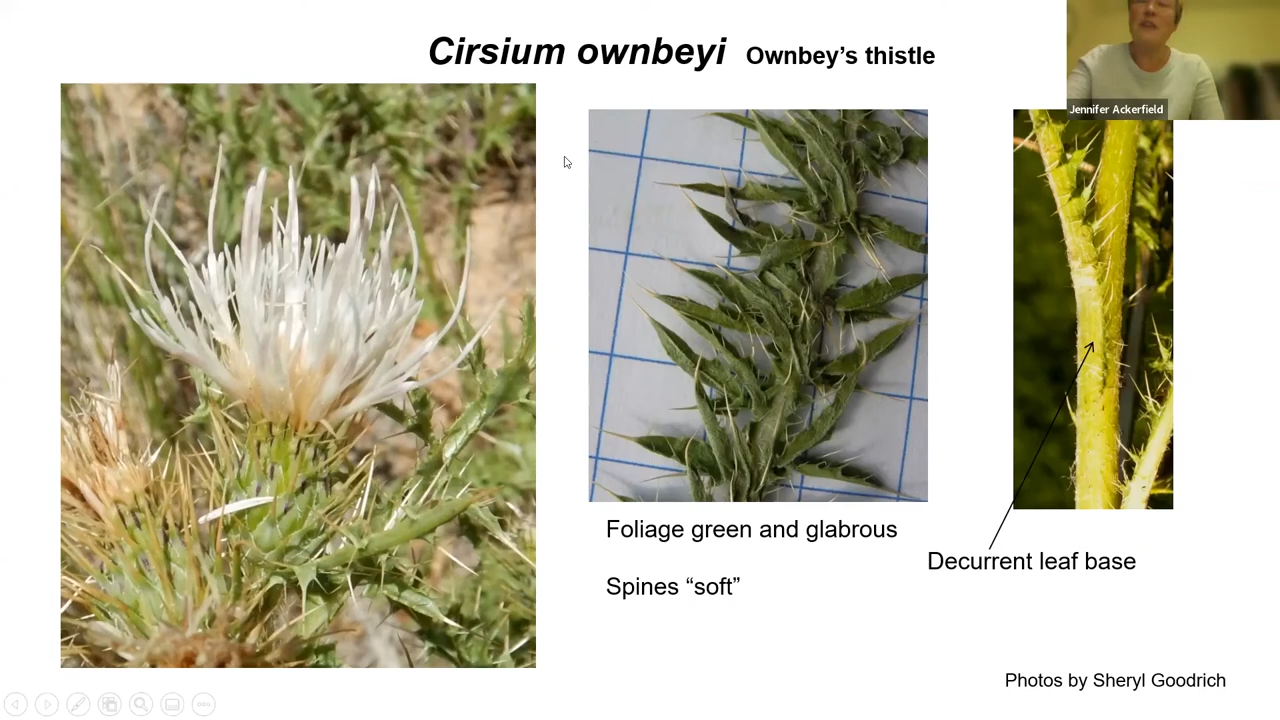 Cirsium ownbeyi Ownbey’s thistle
Jennifer Ackerfield
Foliage green and glabrous
Spines “soft”
Decurrent leaf base
Photos by Sheryl Goodrich